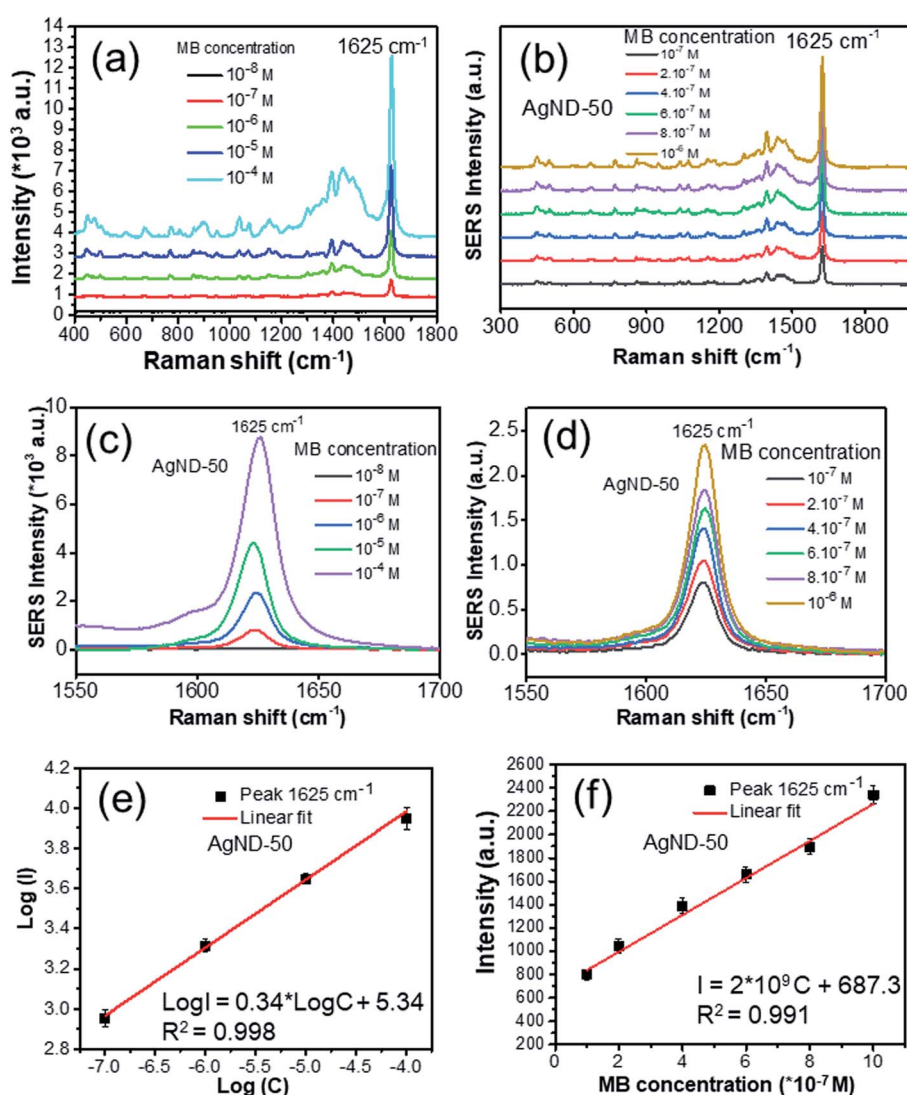 (a)
MB concentration
10⁻⁸ M
10⁻⁷ M
10⁻⁶ M
10⁻⁵ M
10⁻⁴ M
1625 cm⁻¹
Intensity (*10³ a.u.)
14
13
12
11
10
9
8
7
6
5
4
3
2
1
0
400 600 800 1000 1200 1400 1600 1800
Raman shift (cm⁻¹)
(b)
MB concentration
10⁻⁷ M
2.10⁻⁷ M
4.10⁻⁷ M
6.10⁻⁷ M
8.10⁻⁷ M
10⁻⁶ M
AgND-50
1625 cm⁻¹
SERS Intensity (a.u.)
300 600 900 1200 1500 1800
Raman shift (cm⁻¹)
(c)
1625 cm⁻¹
AgND-50
MB concentration
10⁻⁸ M
10⁻⁷ M
10⁻⁶ M
10⁻⁵ M
10⁻⁴ M
SERS Intensity (*10³ a.u.)
10
8
6
4
2
0
1550 1600 1650 1700
Raman shift (cm⁻¹)
(d)
1625 cm⁻¹
AgND-50
MB concentration
10⁻⁷ M
2.10⁻⁷ M
4.10⁻⁷ M
6.10⁻⁷ M
8.10⁻⁷ M
10⁻⁶ M
SERS Intensity (a.u.)
2.5
2.0
1.5
1.0
0.5
0.0
1550 1600 1650 1700
Raman shift (cm⁻¹)
(e)
Peak 1625 cm⁻¹
Linear fit
AgND-50
LogI = 0.34*LogC + 5.34
R² = 0.998
Log (I)
4.2
4.0
3.8
3.6
3.4
3.2
3.0
2.8
-7.0 -6.5 -6.0 -5.5 -5.0 -4.5 -4.0
Log (C)
(f)
Peak 1625 cm⁻¹
Linear fit
AgND-50
I = 2*10⁹C + 687.3
R² = 0.991
Intensity (a.u.)
2600
2400
2200
2000
1800
1600
1400
1200
1000
800
600
400
200
0 2 4 6 8 10
MB concentration (*10⁻⁷ M)